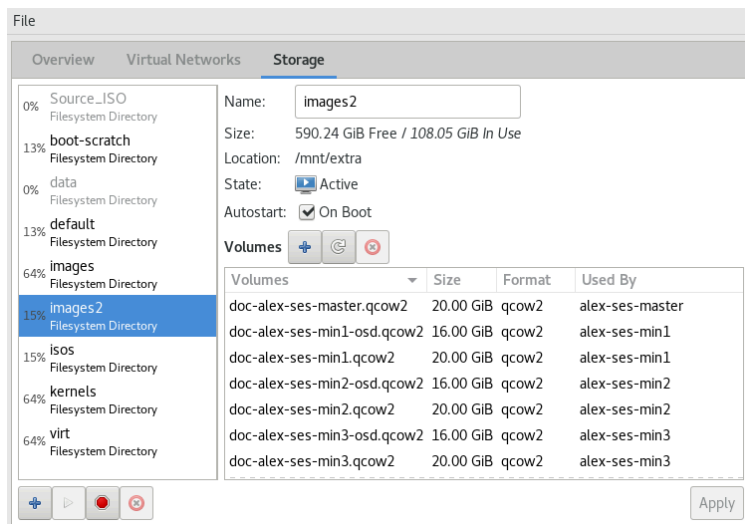 File
Overview Virtual Networks Storage
0% Source_ISO
Filesystem Directory
13% boot-scratch
Filesystem Directory
0% data
Filesystem Directory
13% default
Filesystem Directory
64% images
Filesystem Directory
15% images2
Filesystem Directory
15% isos
Filesystem Directory
64% kernels
Filesystem Directory
64% virt
Filesystem Directory
Name: images2
Size: 590.24 GiB Free / 108.05 GiB In Use
Location: /mnt/extra
State: Active
Autostart: On Boot
Volumes
Volumes Size Format Used By
doc-alex-ses-master.qcow2 20.00 GiB qcow2 alex-ses-master
doc-alex-ses-min1-osd.qcow2 16.00 GiB qcow2 alex-ses-min1
doc-alex-ses-min1.qcow2 20.00 GiB qcow2 alex-ses-min1
doc-alex-ses-min2-osd.qcow2 16.00 GiB qcow2 alex-ses-min2
doc-alex-ses-min2.qcow2 20.00 GiB qcow2 alex-ses-min2
doc-alex-ses-min3-osd.qcow2 16.00 GiB qcow2 alex-ses-min3
doc-alex-ses-min3.qcow2 20.00 GiB qcow2 alex-ses-min3
Apply